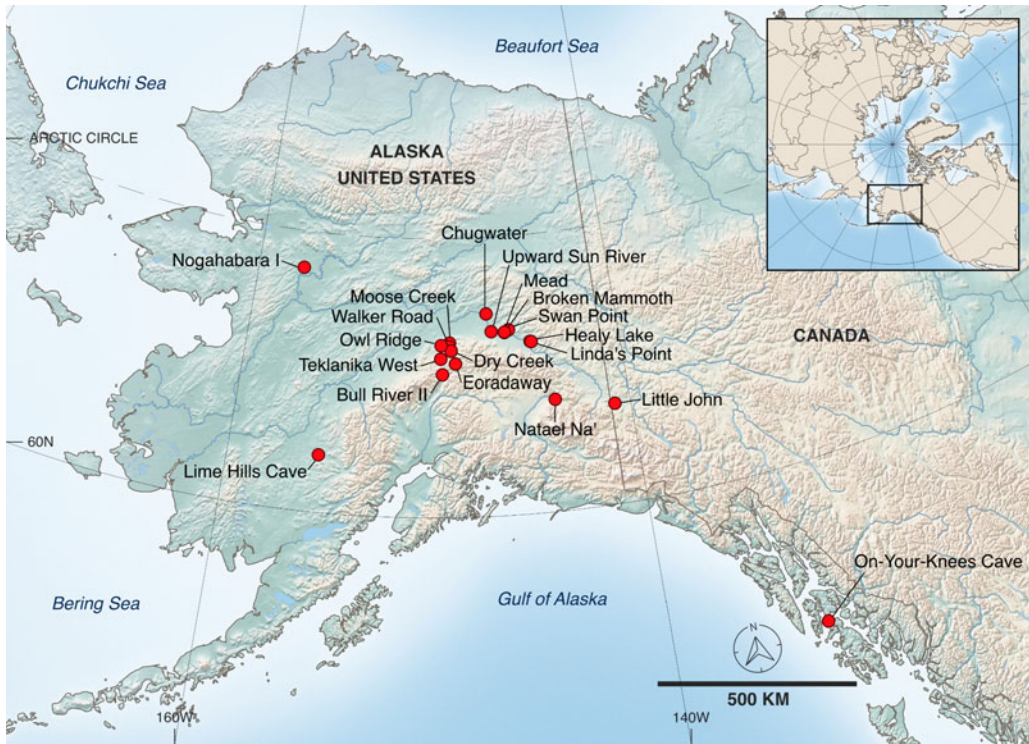 Beaufort Sea
Chukchi Sea
ARCTIC CIRCLE
ALASKA
UNITED STATES
Chugwater
Nogahabara I
Upward Sun River
Mead
Moose Creek
Broken Mammoth
Walker Road
Swan Point
Owl Ridge
Healy Lake
CANADA
Linda's Point
Teklanika West
Dry Creek
Eoradaway
Bull River II
Little John
Natael Na'
60N
Lime Hills Cave
On-Your-Knees Cave
Bering Sea
Gulf of Alaska
N
500 KM
160W
140W